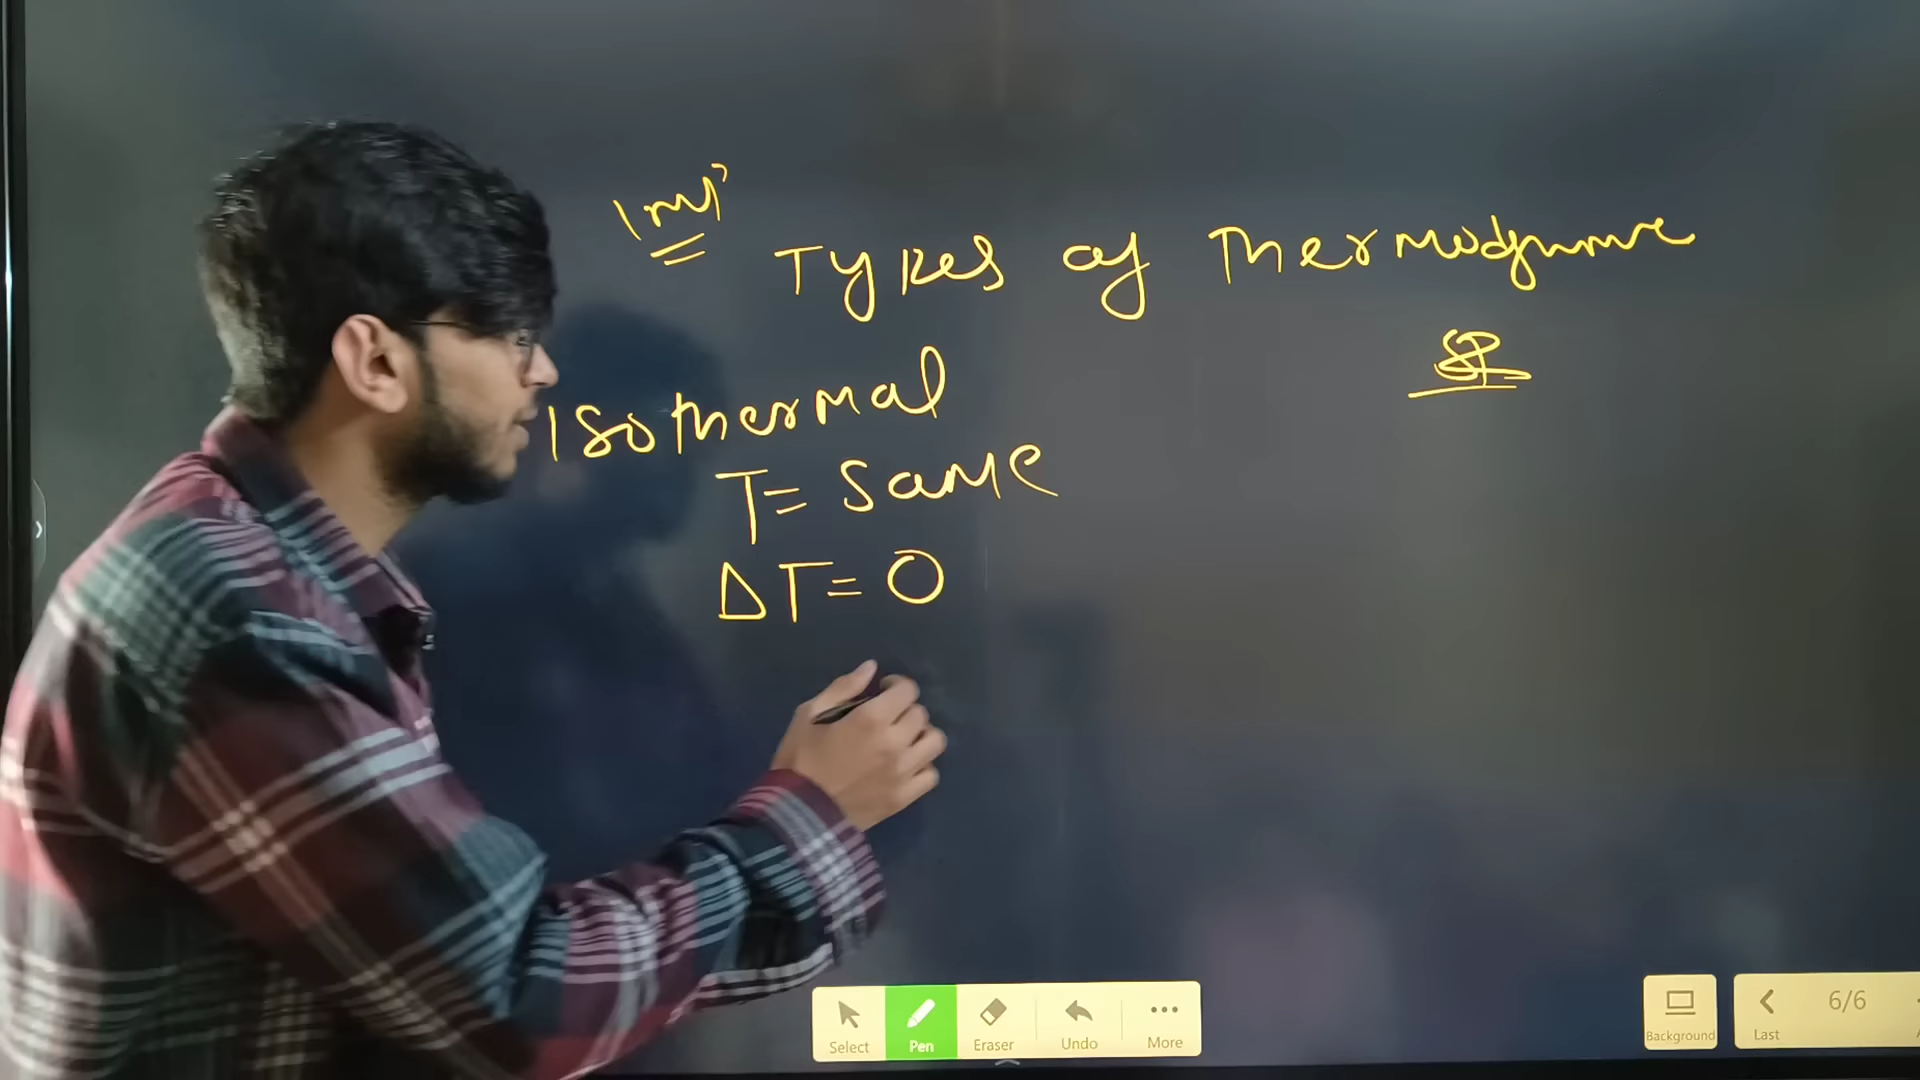 Imp
Types of Thermodynamic
Isothermal
T= Same
ΔT= 0
Select
Pen
Eraser
Undo
More
Background
Last
6/6